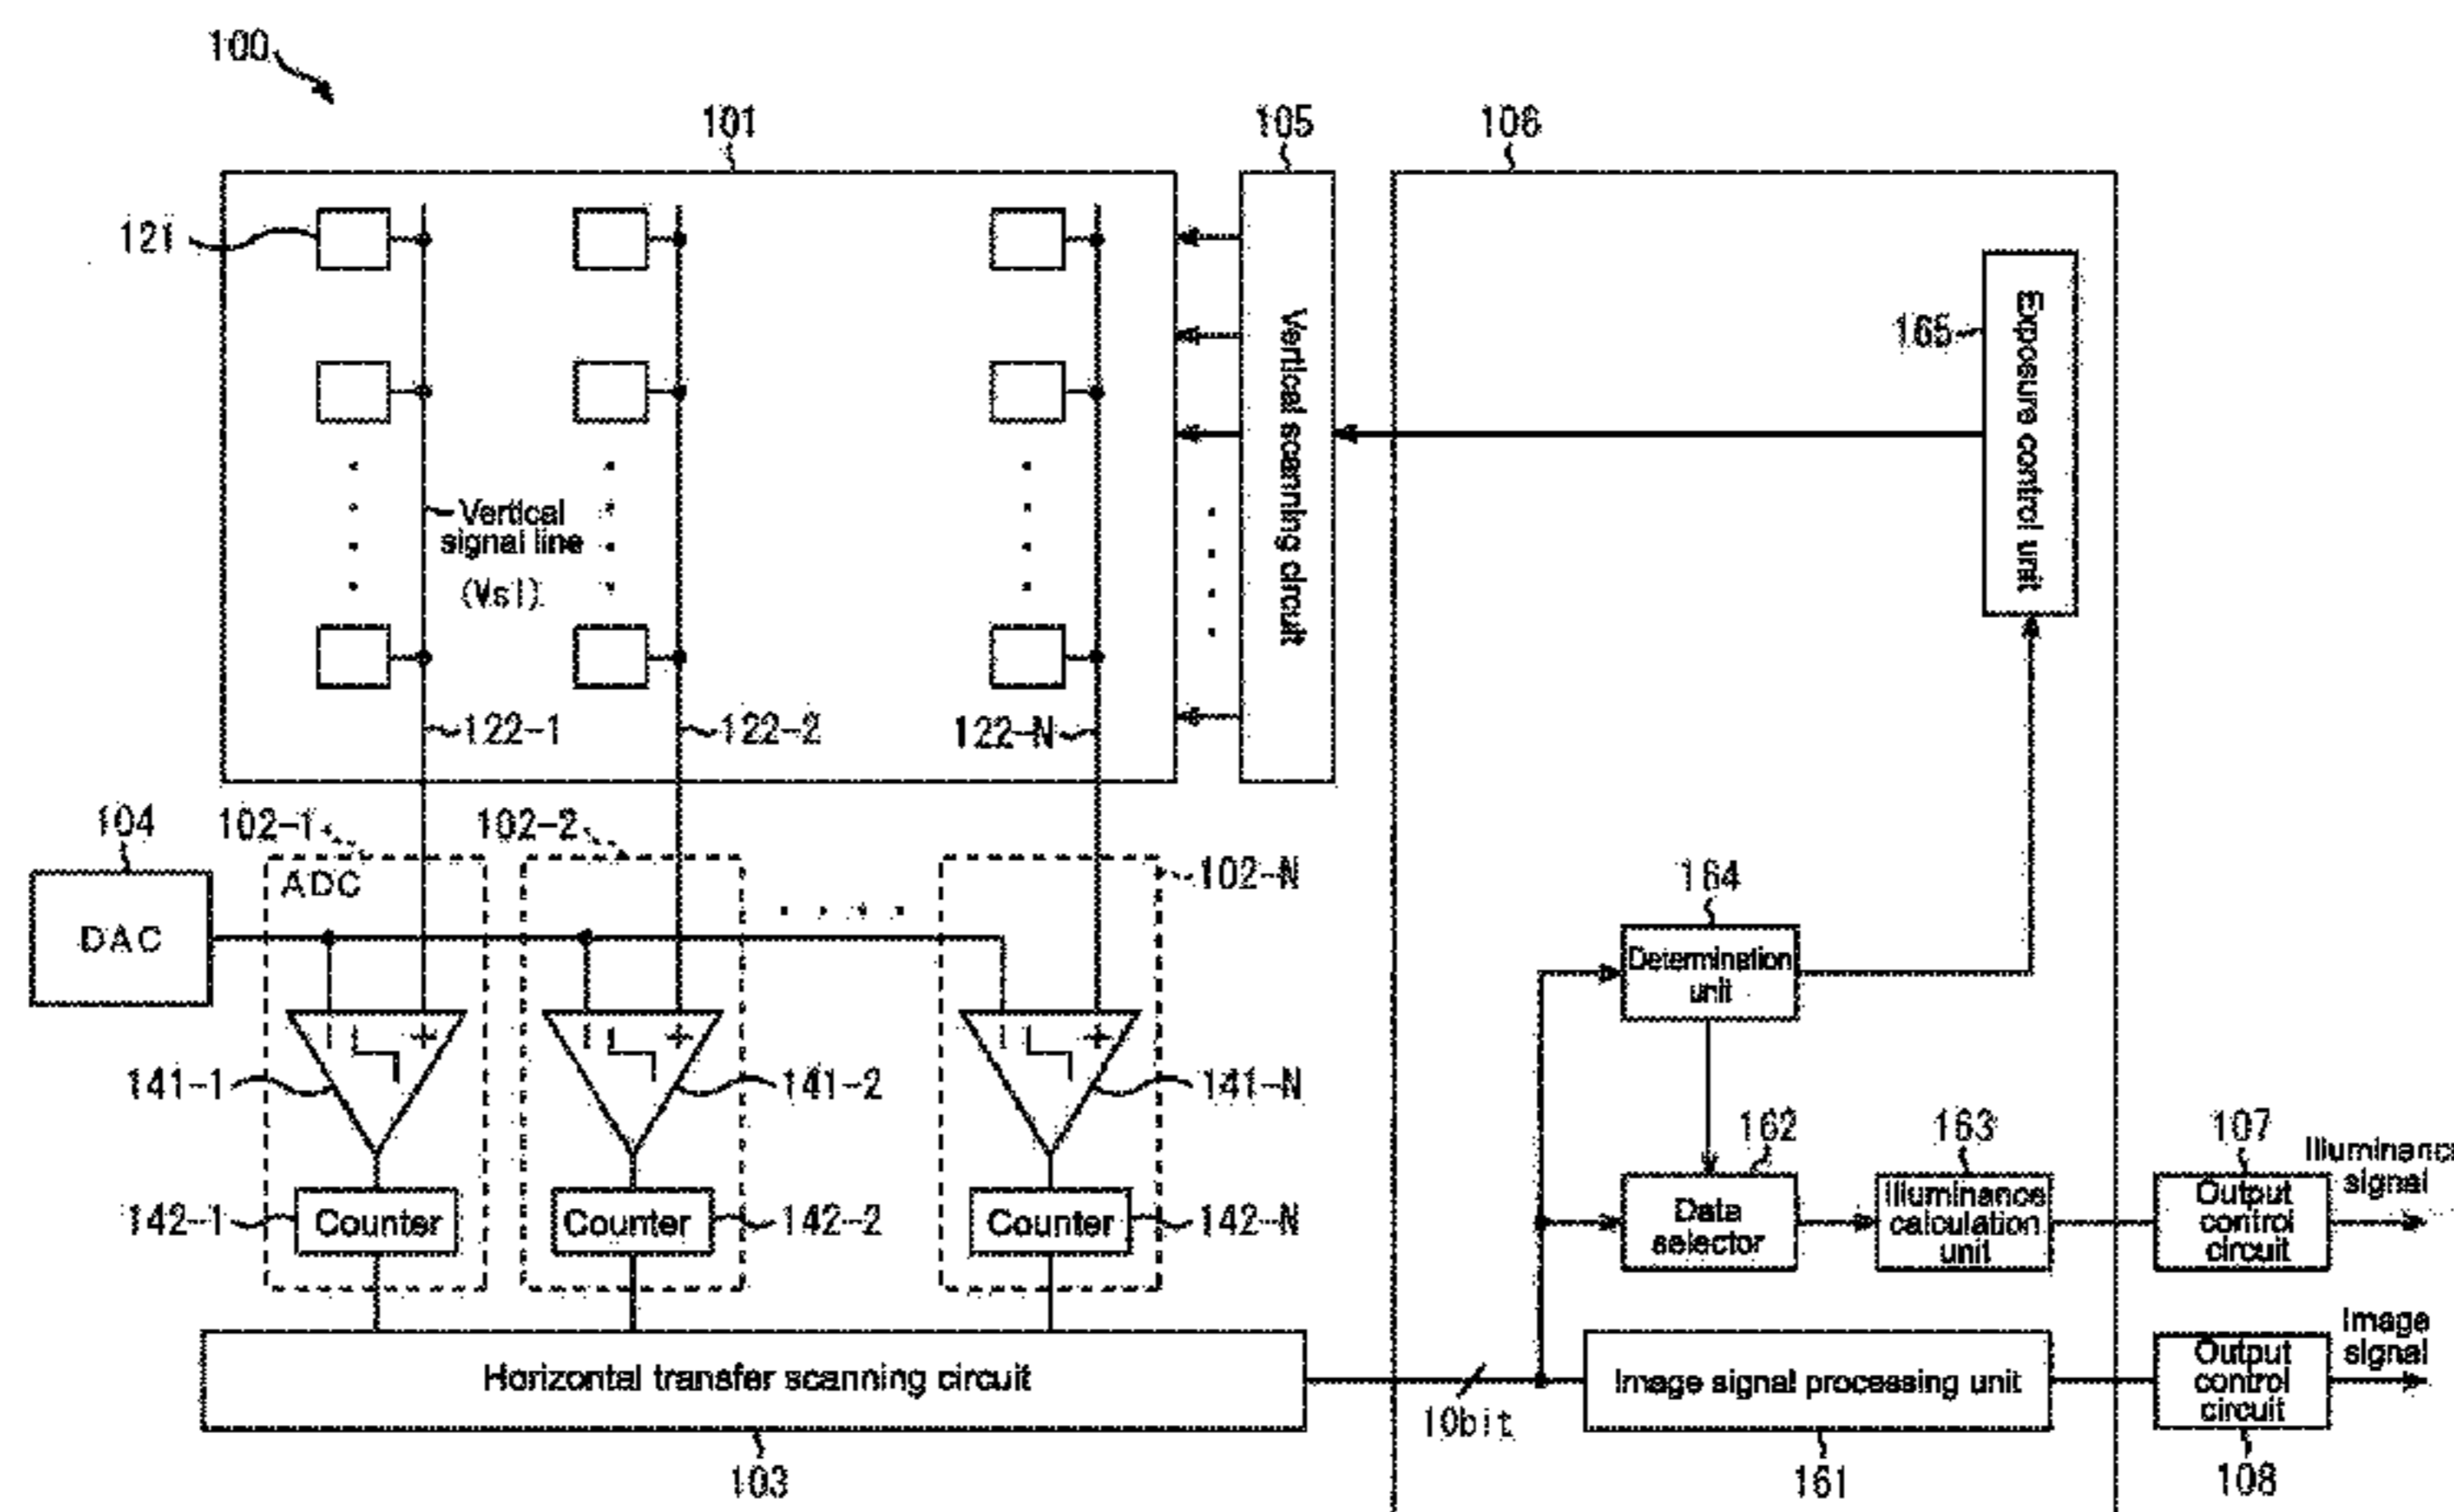 100
101
105
106
121
165
Exposure control unit
Vertical scanning circuit
Vertical
signal line
(Vsl)
122-1
122-2
122-N
104
102-1
102-2
102-N
ADC
DAC
164
Determination
unit
-
+
-
+
-
+
141-1
141-2
141-N
162
163
107
Illuminance
signal
Data
selector
Illuminance
calculation
unit
Output
control
circuit
142-1
Counter
Counter
142-2
Counter
142-N
Horizontal transfer scanning circuit
10bit
Image signal processing unit
Output
control
circuit
Image
signal
103
161
108